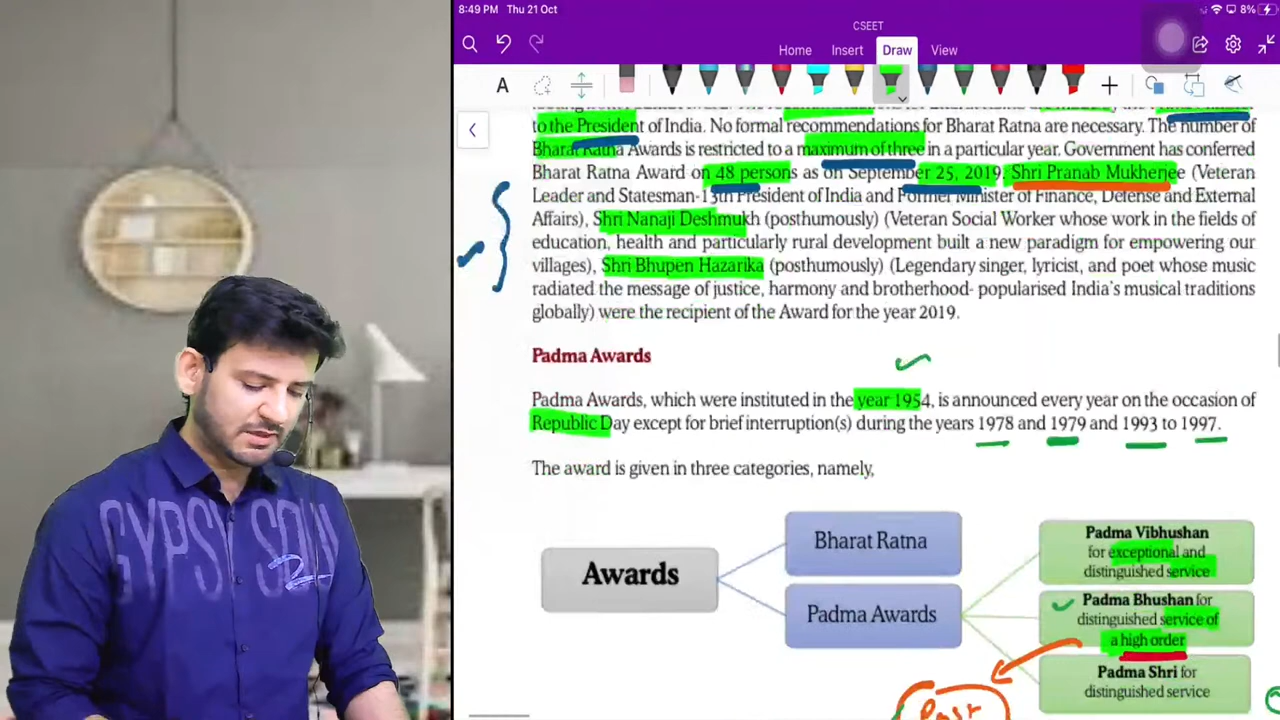 8:49 PM Thu 21 Oct
8%
CSEET
Home Insert Draw View
A
to the President of India. No formal recommendations for Bharat Ratna are necessary. The number of
Bharat Ratna Awards is restricted to a maximum of three in a particular year. Government has conferred
Bharat Ratna Award on 48 persons as on September 25, 2019. Shri Pranab Mukherjee (Veteran
Leader and Statesman-13th President of India and Former Minister of Finance, Defense and External
Affairs), Shri Nanaji Deshmukh (posthumously) (Veteran Social Worker whose work in the fields of
education, health and particularly rural development built a new paradigm for empowering our
villages), Shri Bhupen Hazarika (posthumously) (Legendary singer, lyricist, and poet whose music
radiated the message of justice, harmony and brotherhood- popularised India's musical traditions
globally) were the recipient of the Award for the year 2019.
Padma Awards
Padma Awards, which were instituted in the year 1954, is announced every year on the occasion of
Republic Day except for brief interruption(s) during the years 1978 and 1979 and 1993 to 1997.
The award is given in three categories, namely,
Awards
Bharat Ratna
Padma Awards
Padma Vibhushan
for exceptional and
distinguished service
Padma Bhushan for
distinguished service of
a high order
Padma Shri for
distinguished service
GYPSY SOUL